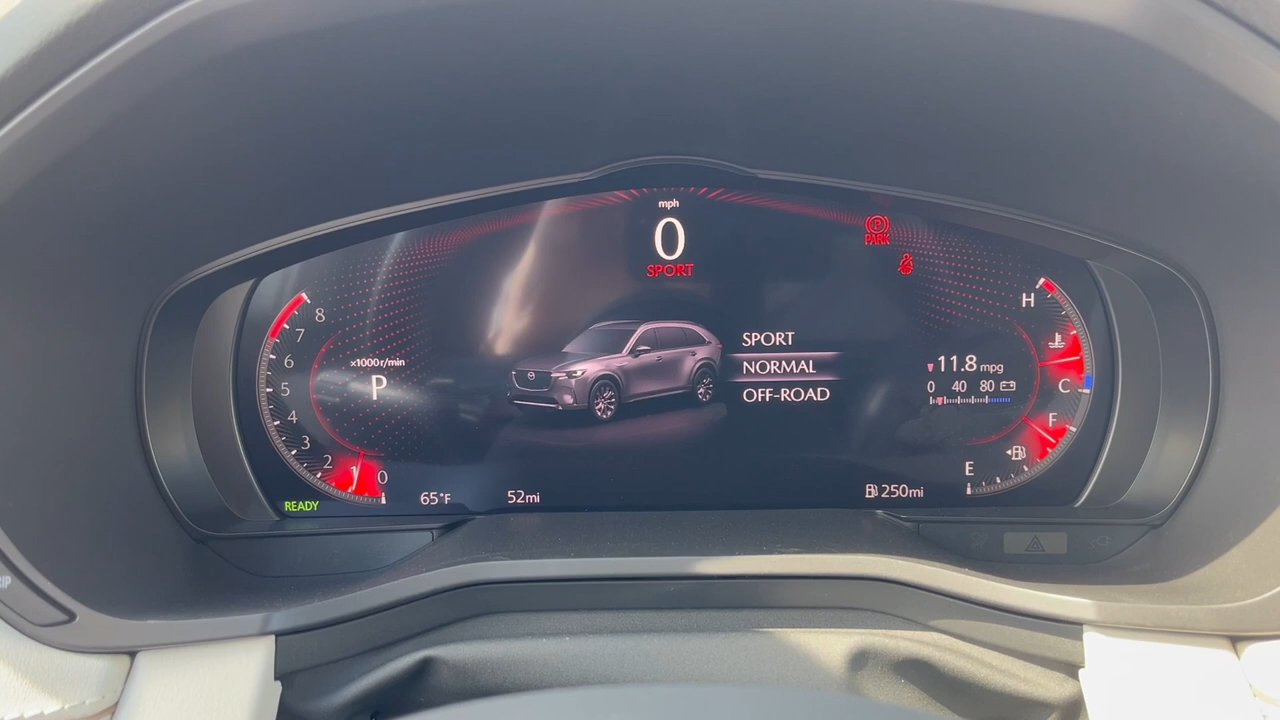 mph
0
SPORT
PARK
8
6
5
4
3
2
1
0
x1000r/min
P
SPORT
NORMAL
OFF-ROAD
H
C
F
E
11.8 mpg
0 40 80
READY
65°F
52mi
250mi